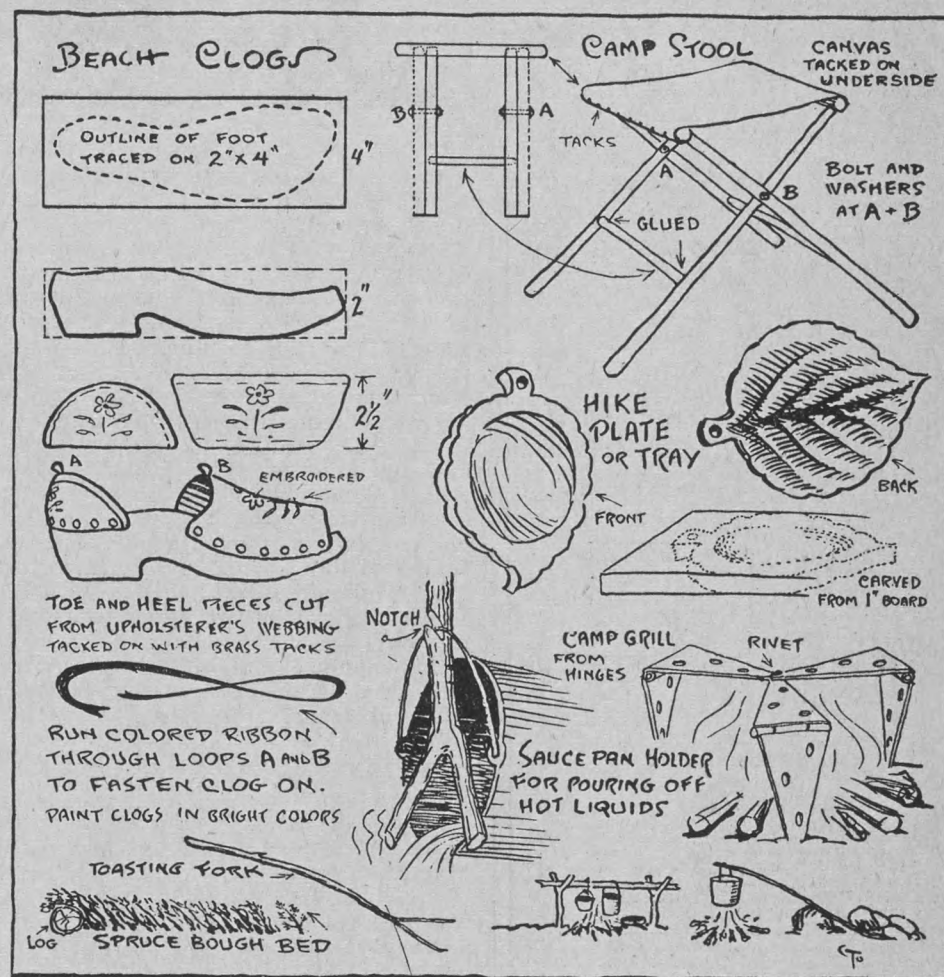 BEACH CLOGS
OUTLINE OF FOOT
TRACED ON 2" X 4"
4"
2"
2½"
A
B
EMBROIDERED
TOE AND HEEL PIECES CUT
FROM UPHOLSTERER'S WEBBING
TACKED ON WITH BRASS TACKS
RUN COLORED RIBBON
THROUGH LOOPS A AND B
TO FASTEN CLOG ON.
PAINT CLOGS IN BRIGHT COLORS
CAMP STOOL
CANVAS
TACKED ON
UNDERSIDE
B
A
TACKS
A
B
BOLT AND
WASHERS
AT A + B
GLUED
HIKE
PLATE
OR TRAY
FRONT
BACK
CARVED
FROM 1" BOARD
NOTCH
SAUCE PAN HOLDER
FOR POURING OFF
HOT LIQUIDS
CAMP GRILL
FROM
HINGES
RIVET
TOASTING FORK
LOG
SPRUCE BOUGH BED